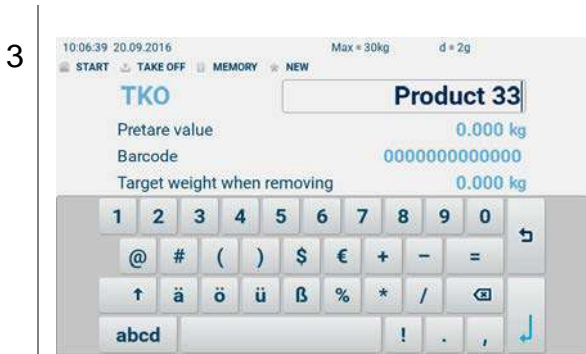 3
10:06:39 20.09.2016 Max = 30kg d = 2g
START TAKE OFF MEMORY NEW
TKO Product 33
Pretare value 0.000 kg
Barcode 0000000000000
Target weight when removing 0.000 kg
1 2 3 4 5 6 7 8 9 0
@ # ( ) $ € + - =
↑ ä ö ü ß % * /
abcd ! . ,